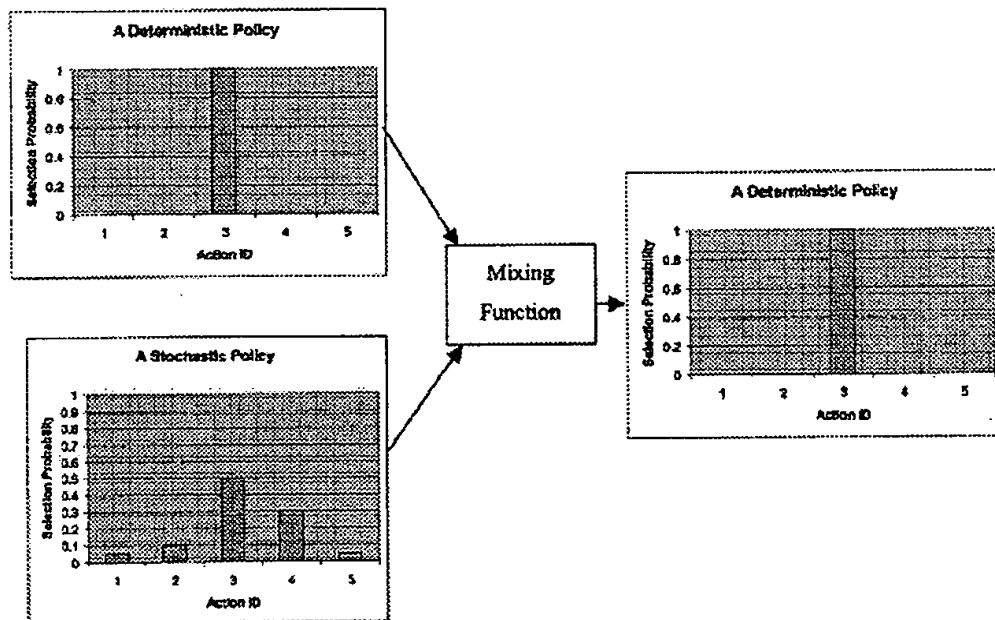 A Deterministic Policy
Selection Probability
1
0.8
0.6
0.4
0.2
0
1 2 3 4 5
Action ID
A Stochastic Policy
Selection Probability
1
0.9
0.8
0.7
0.6
0.5
0.4
0.3
0.2
0.1
0
1 2 3 4 5
Action ID
Mixing
Function
A Deterministic Policy
Selection Probability
1
0.8
0.6
0.4
0.2
0
1 2 3 4 5
Action ID